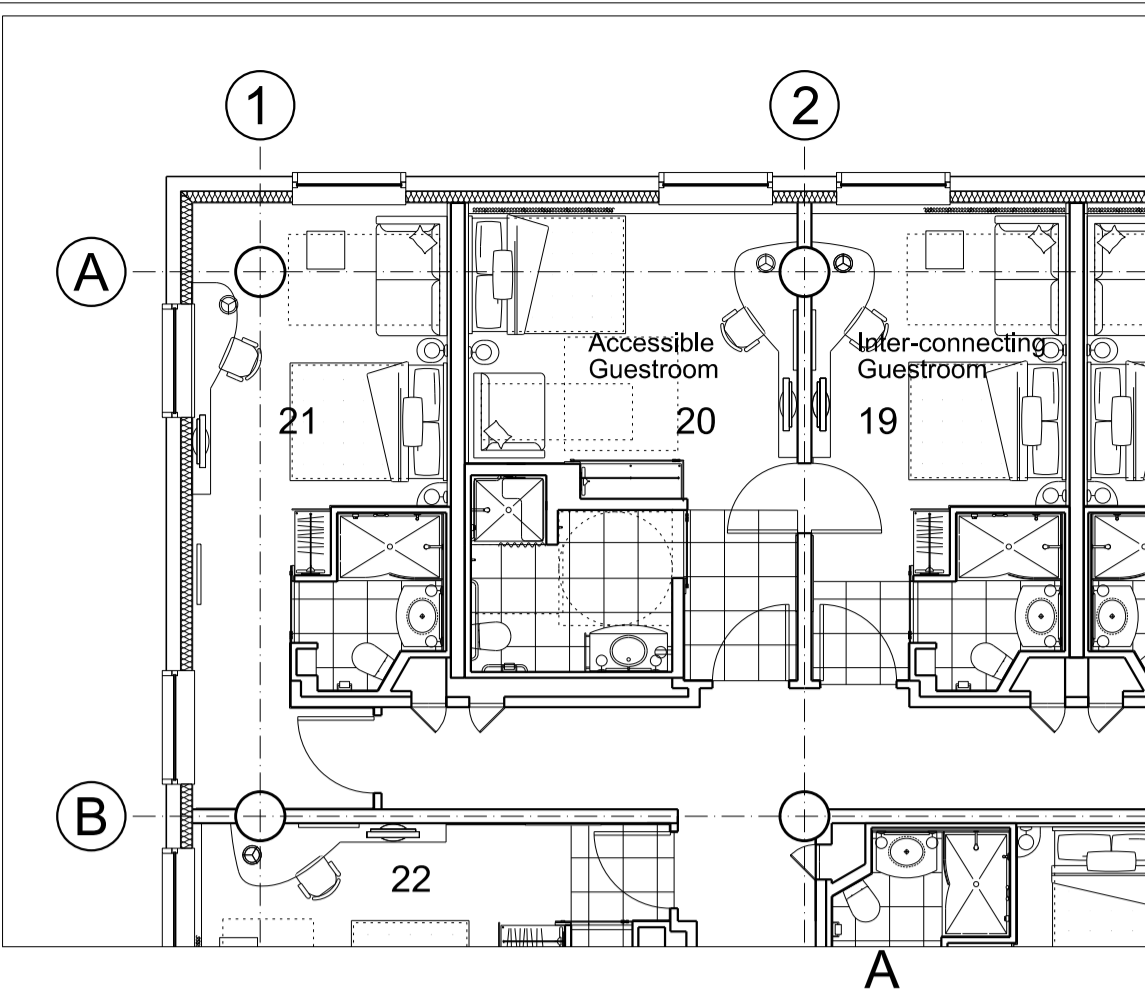 1
2
A
Accessible
Guestroom
Inter-connecting
Guestroom
21
20
19
B
22
A